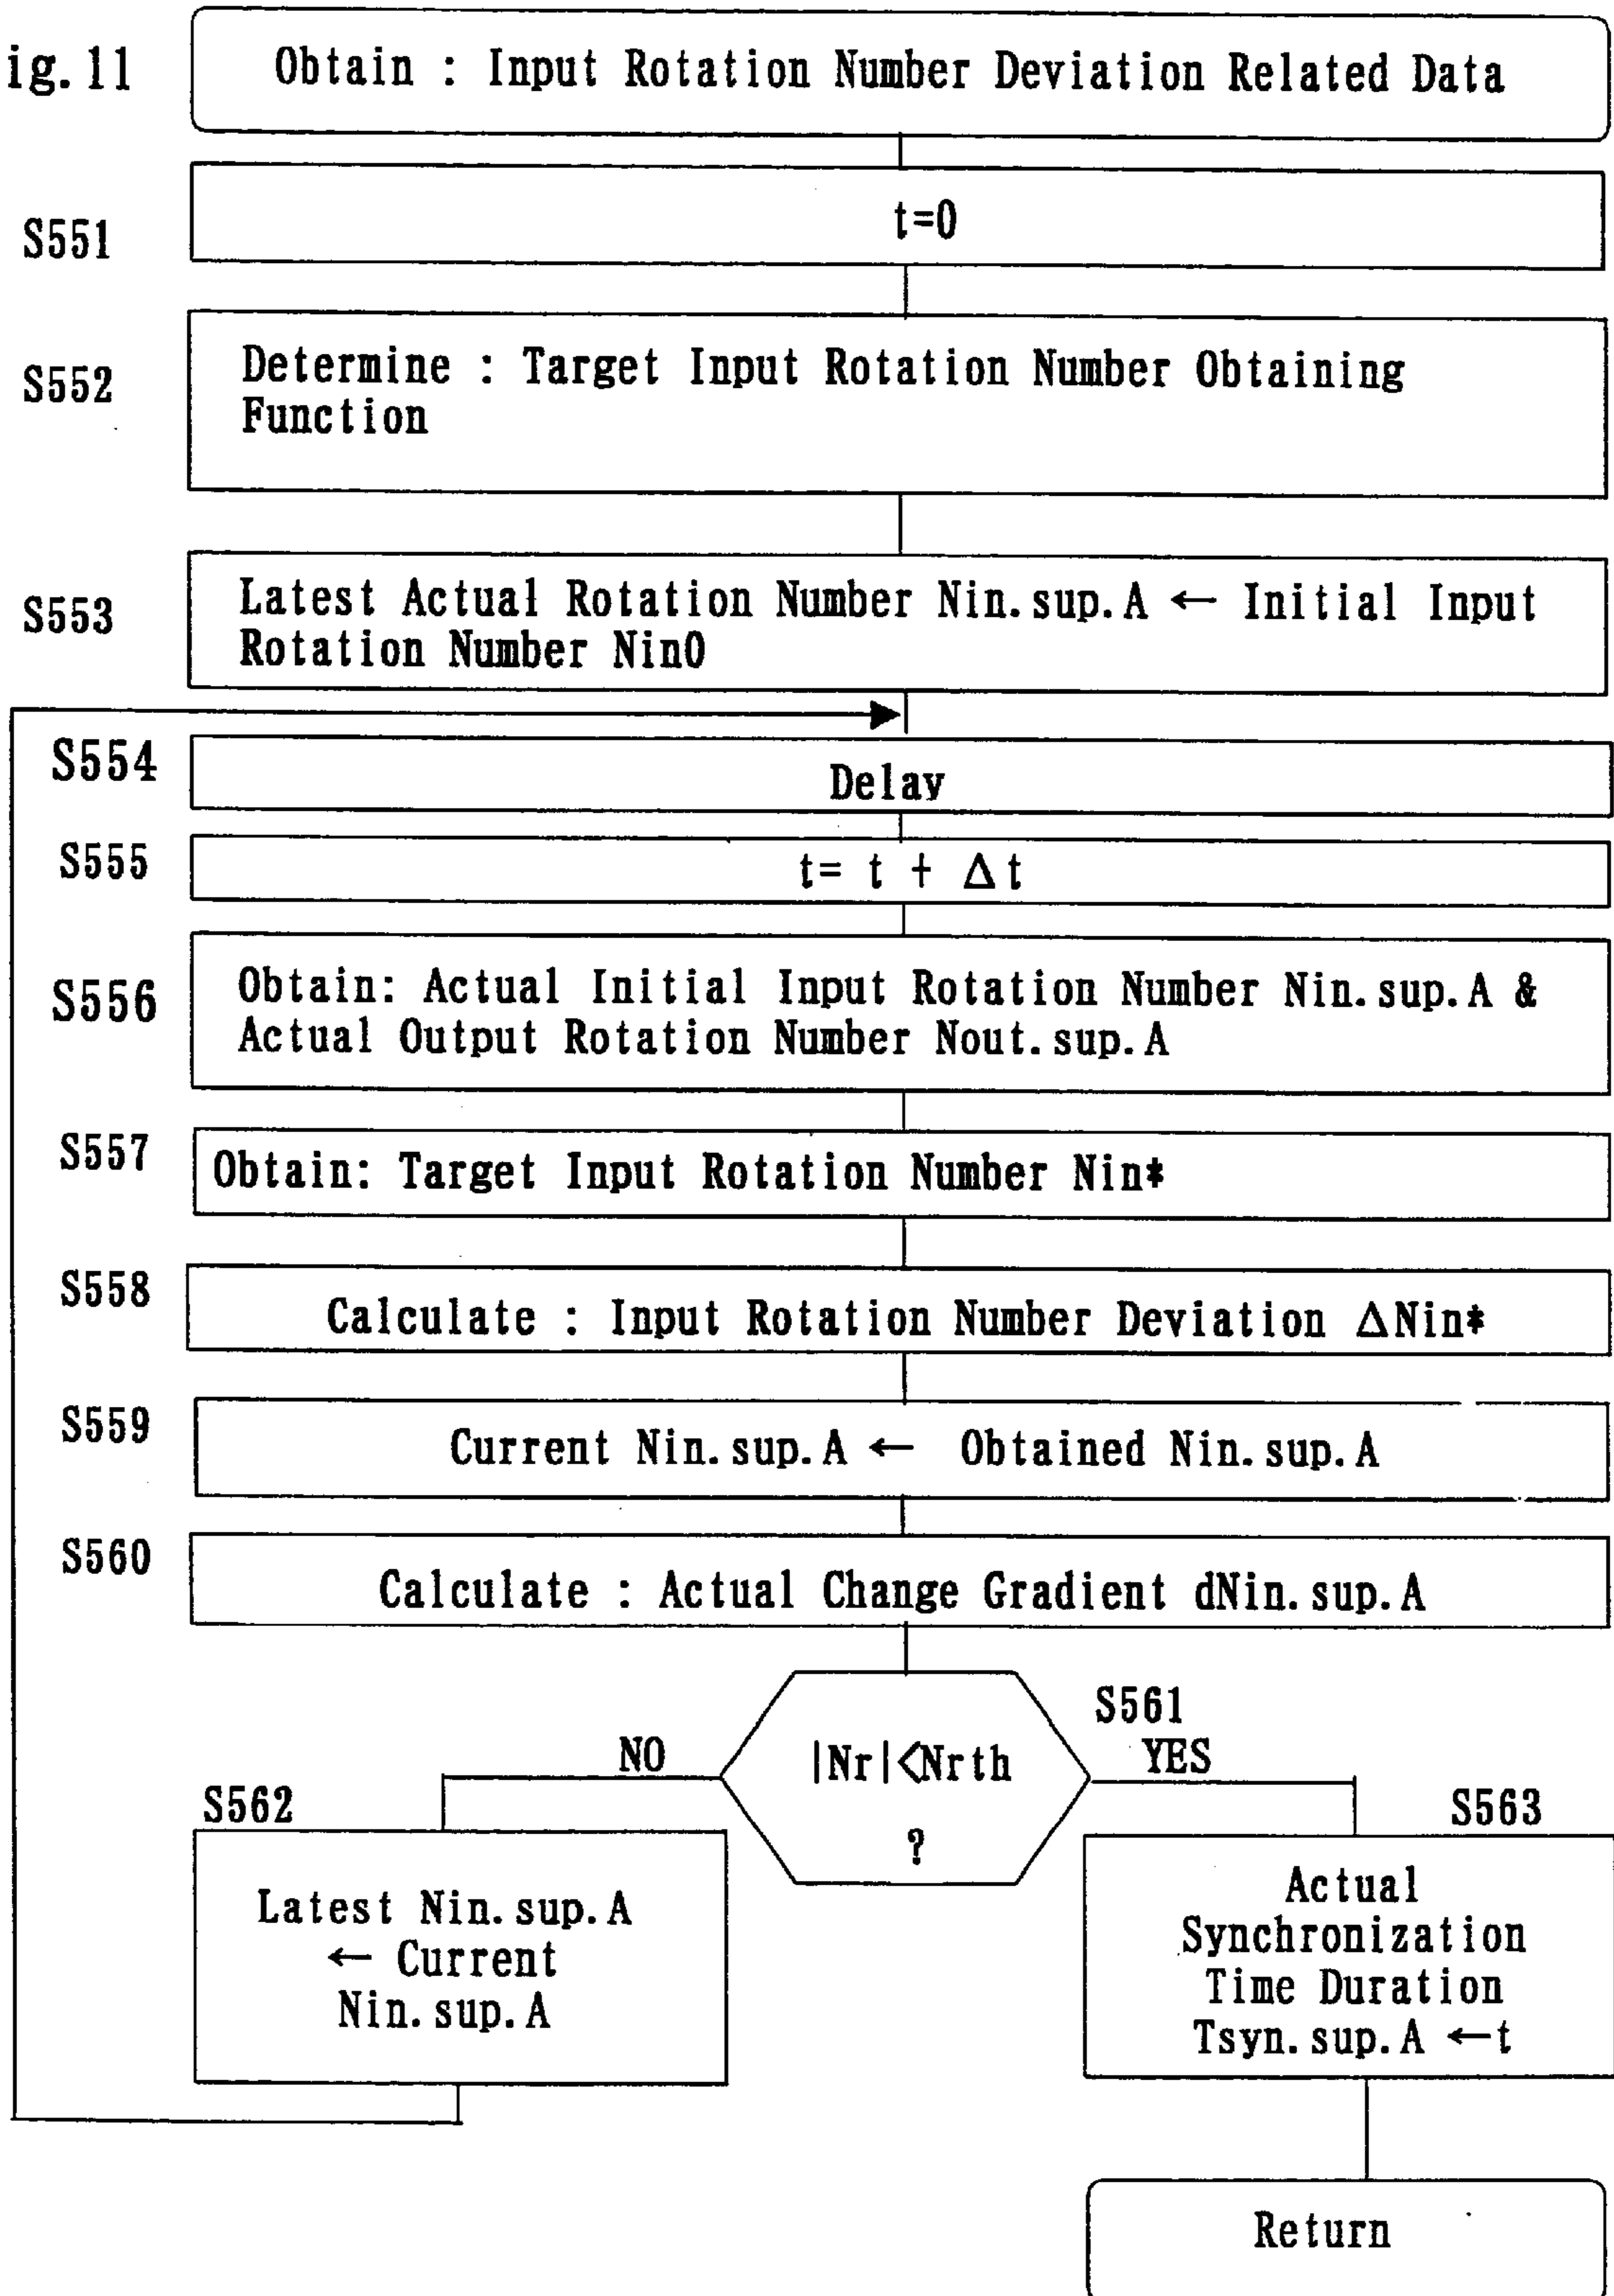 ig. 11
Obtain : Input Rotation Number Deviation Related Data
S551
t=0
S552
Determine : Target Input Rotation Number Obtaining
Function
S553
Latest Actual Rotation Number Nin.sup.A ← Initial Input
Rotation Number Nin0
S554
Delay
S555
t= t + Δt
S556
Obtain: Actual Initial Input Rotation Number Nin.sup.A &
Actual Output Rotation Number Nout.sup.A
S557
Obtain: Target Input Rotation Number Nin*
S558
Calculate : Input Rotation Number Deviation ΔNin*
S559
Current Nin.sup.A ← Obtained Nin.sup.A
S560
Calculate : Actual Change Gradient dNin.sup.A
S561
NO
|Nr|<Nrth
?
YES
S562
Latest Nin.sup.A
← Current
Nin.sup.A
S563
Actual
Synchronization
Time Duration
Tsyn.sup.A ←t
Return